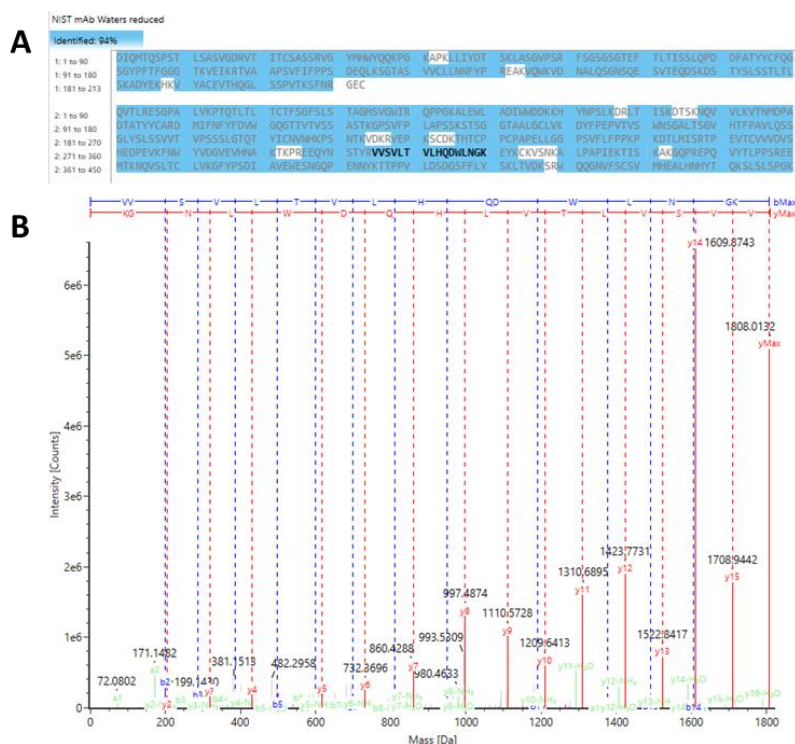 NIST mAb Waters reduced
A
Identified: 94%
1: 1 to 90 DIQMTQSPST LSASVGDRVT ITCSASSRVG YMHWYQQKPG KAPKLLIYDT SKLASGVPSR FSGSGSGTEF TLTISSLQPD DFATYYCFQG
1: 91 to 180 SGYPFTFGGG TKVEIKRTVA APSVFIFPPS DEQLKSGTAS VVCLLNNFYP REAKVQWKVD NALQSGNSQE SVTEQDSKDS TYSLSSTLTL
1: 181 to 213 SKADYEKHKV YACEVTHQGL SSPVTKSFNR GEC
2: 1 to 90 QVTLRESGPA LVKPTQTLTL TCTFSGFSLS TAGMSVGWIR QPPGKALEWL ADIWWDDKKH YNPSLKDRLT ISKDTSKNQV VLKVTNMDPA
2: 91 to 180 DTATYYCARD MIFNFYFDVW GQGTTVTVSS ASTKGPSVFP LAPSSKSTSG GTAALGCLVK DYFPEPVTVS WNSGALTSGV HTFPAVLQSS
2: 181 to 270 GLYSLSSVVT VPSSSLGTQT YICNVNHKPS NTKVDKRVEP KSCDKTHTCP PCPAPELLGG PSVFLFPPKP KDTLMISRTP EVTCVVVDVS
2: 271 to 360 HEDPEVKFNW YVDGVEVHNA KTKPREEQYN STYRVVSVLT VLHQDWLNGK EYKCKVSNKA LPAPIEKTIS KAKGQPREPQ VYTLPPSREE
2: 361 to 450 MTKNQVSLTC LVKGFYPSDI AVEWESNGQP ENNYKTTPPV LDSDGSFFLY SKLTVDKSRW QQGNVFSCSV MHEALHNHYT QKSLSLSPGK
B
VV S V L T V L H QD W L N GK bMax
KG N L W D Q H L V T L V S V V yMax
Intensity [Counts]
6e6
5e6
4e6
3e6
2e6
1e6
0
y14 1609.8743
1808.0132
yMax
1423.7731
y12
1310.6895
y11
1708.9442
y15
997.4874
y8
993.5309
1110.5728
y9
1209.6413
y10
1522.8417
y13
860.4288
y7
980.4633
732.3696
y6
482.2958
y5
381.1513
y4
171.1482
a2
199.1430
b2
y2
72.0802
a1
b3
b5
y11-H₂O
y12-NH₃
y14-H₂O
b14
0 200 400 600 800 1000 1200 1400 1600 1800
Mass [Da]